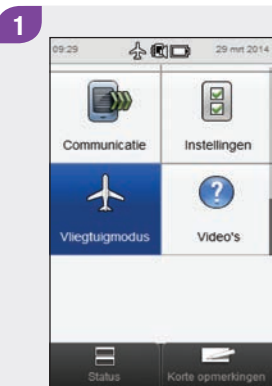 1
09:29 29 mrt 2014
Communicatie Instellingen
Vliegtuigmodus Video's
Status Korte opmerkingen